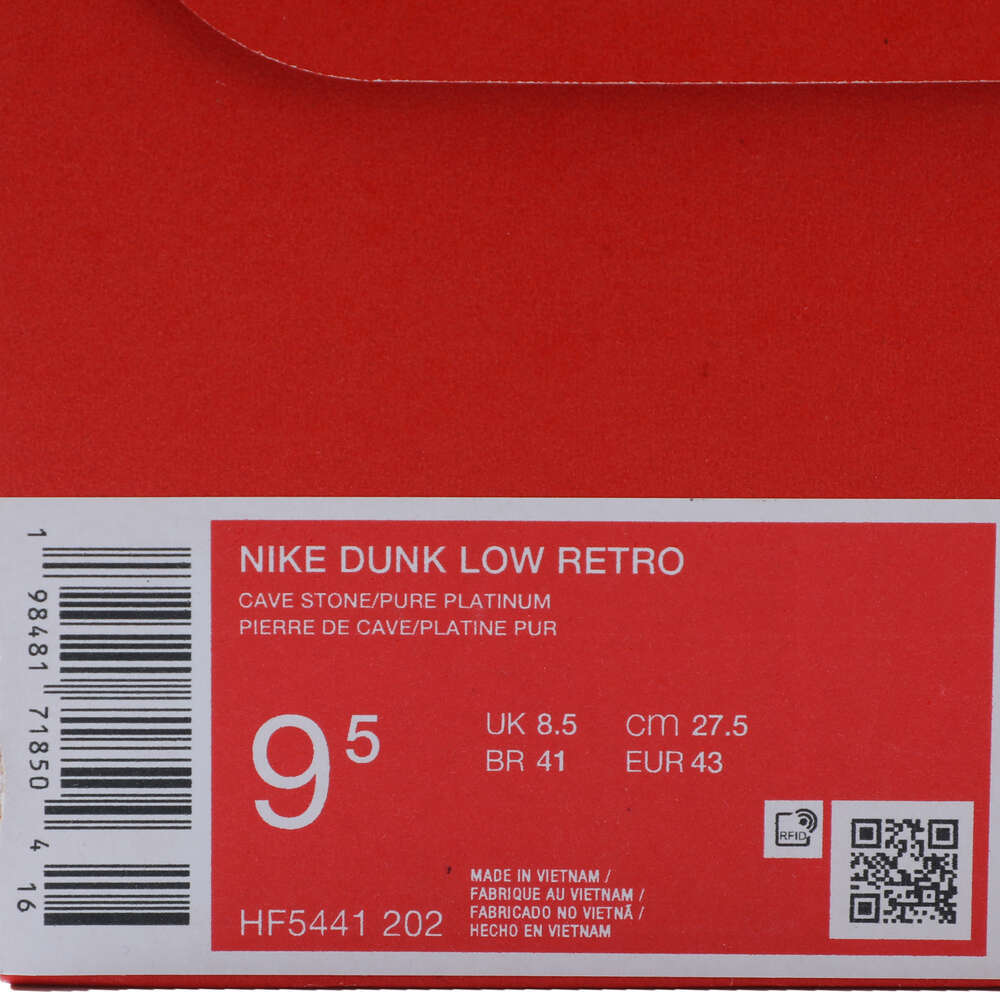 NIKE DUNK LOW RETRO
CAVE STONE/PURE PLATINUM
PIERRE DE CAVE/PLATINE PUR
9 5
UK 8.5 cm 27.5
BR 41 EUR 43
RFID
MADE IN VIETNAM /
FABRIQUE AU VIETNAM /
FABRICADO NO VIETNÃ /
HECHO EN VIETNAM
HF5441 202
1 98481 71850 4 16